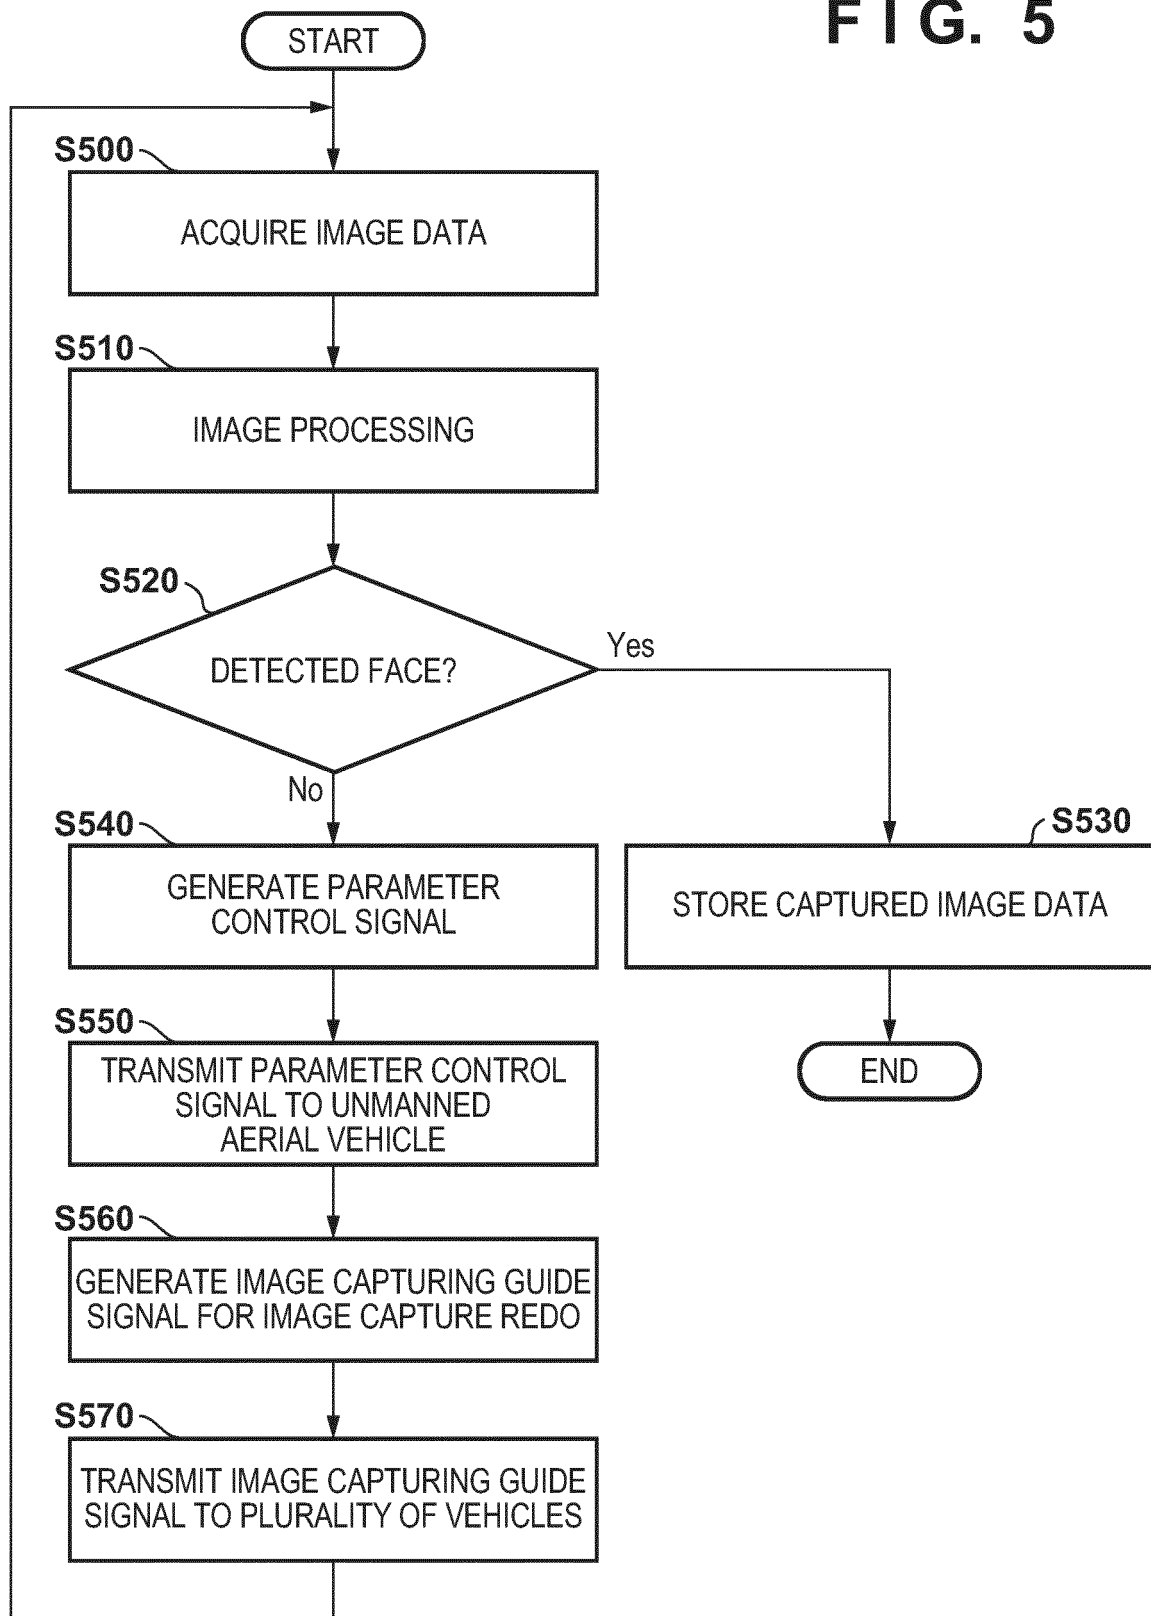 FIG. 5
START
S500
ACQUIRE IMAGE DATA
S510
IMAGE PROCESSING
S520
DETECTED FACE?
Yes
No
S540
GENERATE PARAMETER
CONTROL SIGNAL
S530
STORE CAPTURED IMAGE DATA
S550
TRANSMIT PARAMETER CONTROL
SIGNAL TO UNMANNED
AERIAL VEHICLE
END
S560
GENERATE IMAGE CAPTURING GUIDE
SIGNAL FOR IMAGE CAPTURE REDO
S570
TRANSMIT IMAGE CAPTURING GUIDE
SIGNAL TO PLURALITY OF VEHICLES